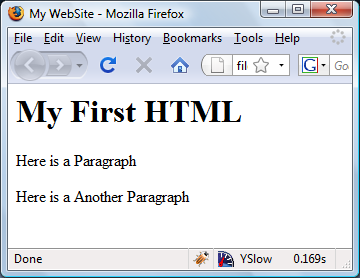 My WebSite - Mozilla Firefox
File Edit View History Bookmarks Tools Help
fil G Go
My First HTML
Here is a Paragraph
Here is a Another Paragraph
Done YSlow 0.169s